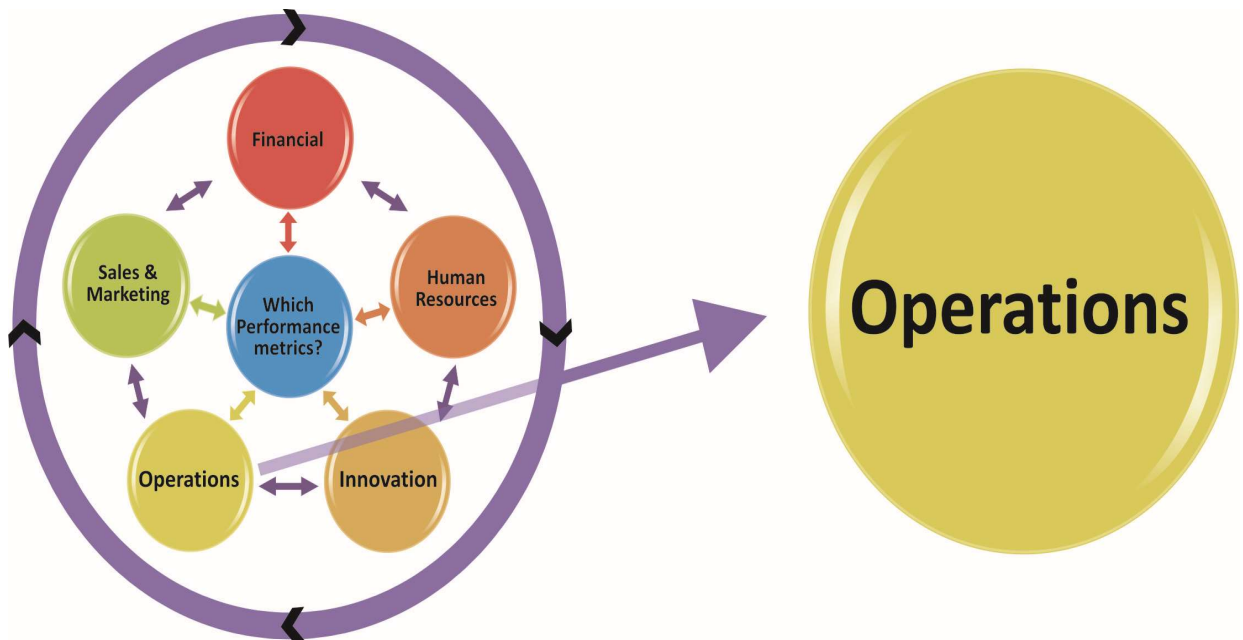 Financial
Sales &
Marketing
Human
Resources
Which
Performance
metrics?
Operations
Innovation
Operations